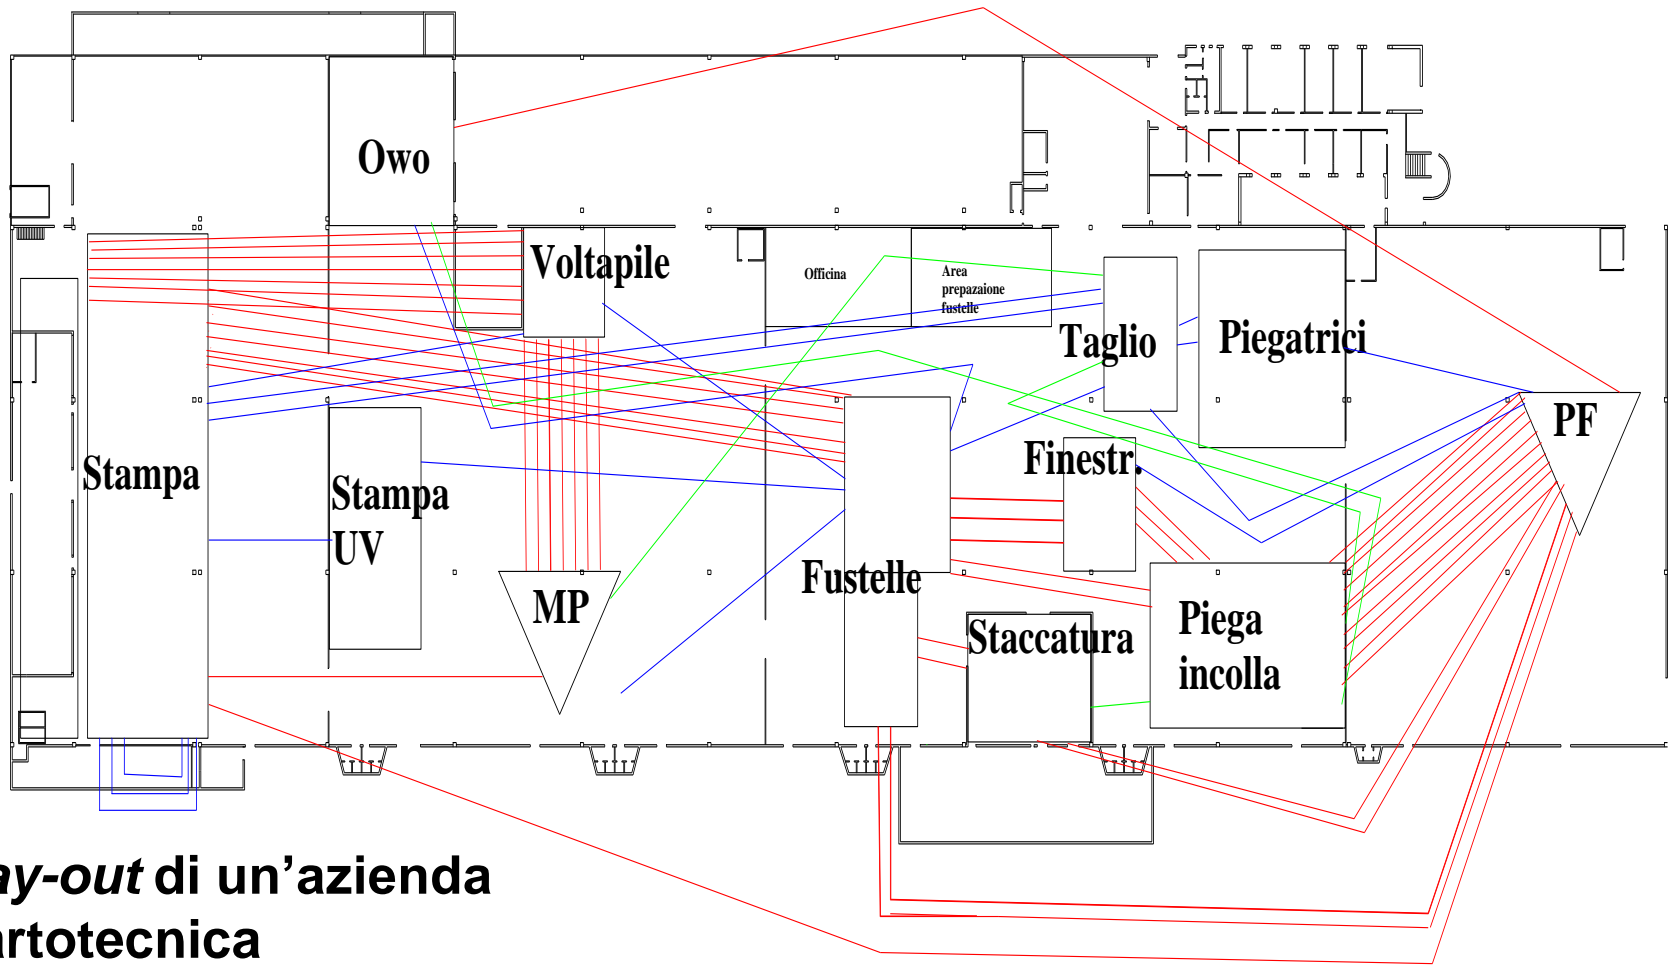 Owo
Voltapile
Officina
Area
prepazaione
fustelle
Taglio
Piegatrici
PF
Stampa
Stampa
UV
Finestr.
Fustelle
MP
Staccatura
Piega
incolla
ay-out di un’azienda
artotecnica